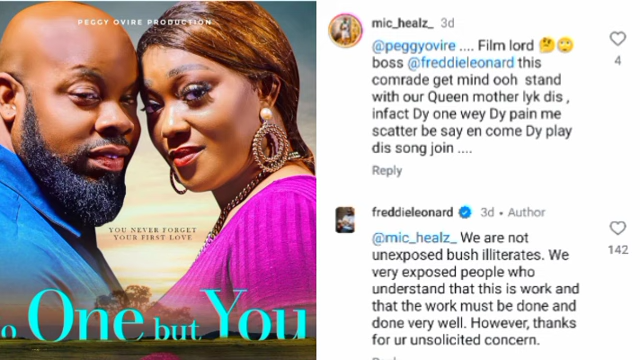 PEGGY OVIRE PRODUCTION
YOU NEVER FORGET
YOUR FIRST LOVE
o One but You
mic_healz_ 3d
@peggyovire .... Film lord 🤔🙄
boss @freddieleonard this
comrade get mind ooh stand
with our Queen mother lyk dis ,
infact Dy one wey Dy pain me
scatter be say en come Dy play
dis song join ....
4
Reply
freddieleonard 3d • Author
@mic_healz_ We are not
unexposed bush illiterates. We
very exposed people who
understand that this is work and
that the work must be done and
done very well. However, thanks
for ur unsolicited concern.
142